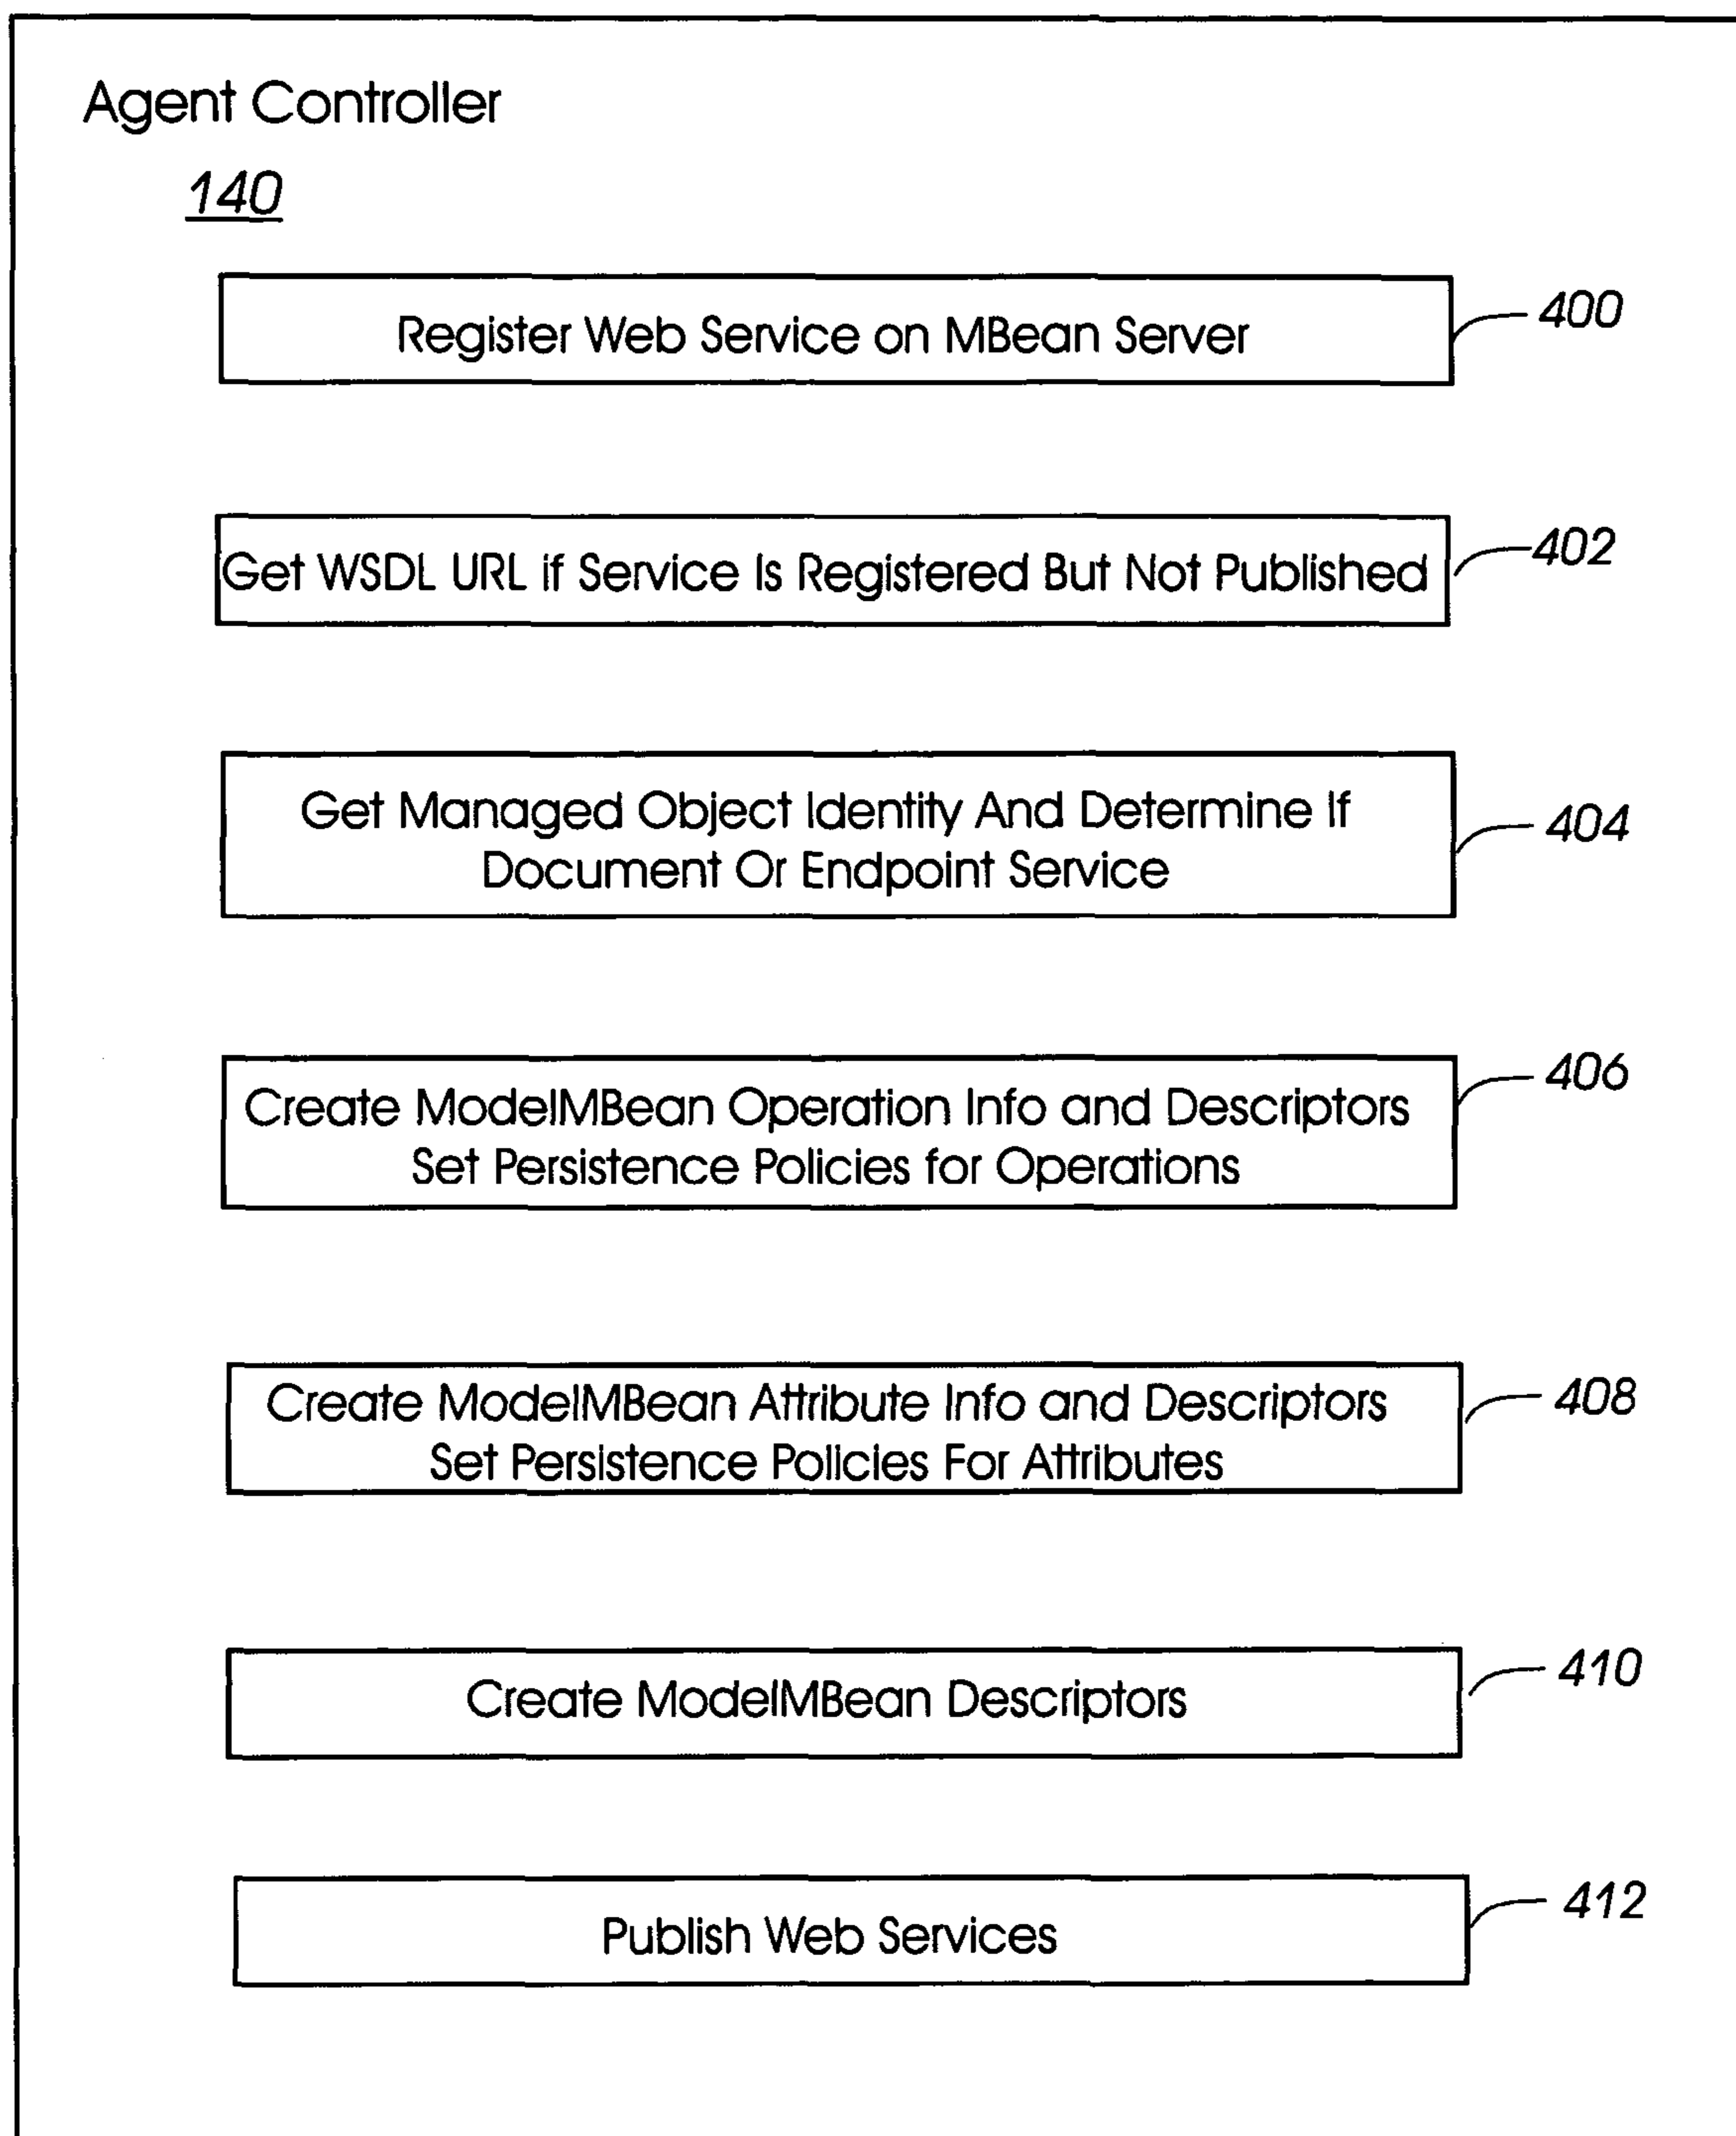 Agent Controller
140
Register Web Service on MBean Server
400
Get WSDL URL if Service Is Registered But Not Published
402
Get Managed Object Identity And Determine If
Document Or Endpoint Service
404
Create ModelMBean Operation Info and Descriptors
Set Persistence Policies for Operations
406
Create ModelMBean Attribute Info and Descriptors
Set Persistence Policies For Attributes
408
Create ModelMBean Descriptors
410
Publish Web Services
412